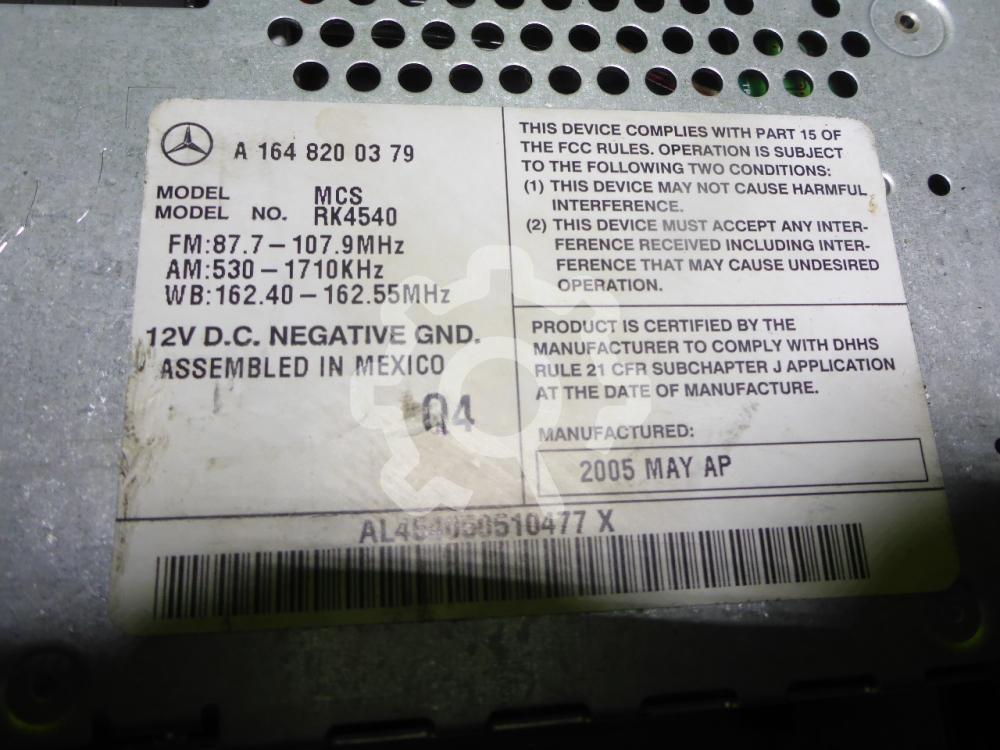 A 164 820 03 79
MODEL MCS
MODEL NO. RK4540
FM:87.7-107.9MHz
AM:530-1710KHz
WB:162.40-162.55MHz
12V D.C. NEGATIVE GND.
ASSEMBLED IN MEXICO
Q4
THIS DEVICE COMPLIES WITH PART 15 OF
THE FCC RULES. OPERATION IS SUBJECT
TO THE FOLLOWING TWO CONDITIONS:
(1) THIS DEVICE MAY NOT CAUSE HARMFUL
INTERFERENCE.
(2) THIS DEVICE MUST ACCEPT ANY INTER-
FERENCE RECEIVED INCLUDING INTER-
FERENCE THAT MAY CAUSE UNDESIRED
OPERATION.
PRODUCT IS CERTIFIED BY THE
MANUFACTURER TO COMPLY WITH DHHS
RULE 21 CFR SUBCHAPTER J APPLICATION
AT THE DATE OF MANUFACTURE.
MANUFACTURED:
2005 MAY AP
AL454050510477 X